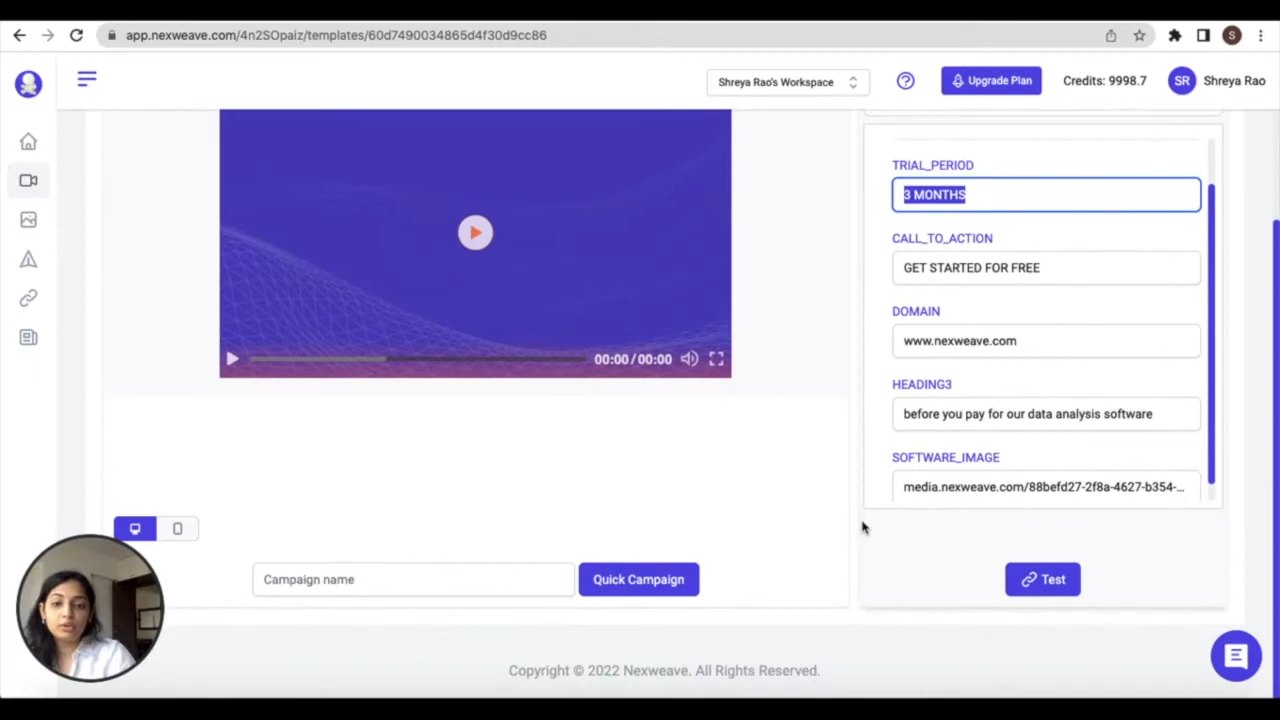 app.nexweave.com/4n2SOpaiz/templates/60d7490034865d4f30d9cc86
S
Shreya Rao's Workspace
Upgrade Plan
Credits: 9998.7
SR
Shreya Rao
TRIAL_PERIOD
3 MONTHS
CALL_TO_ACTION
GET STARTED FOR FREE
DOMAIN
www.nexweave.com
HEADING3
before you pay for our data analysis software
SOFTWARE_IMAGE
media.nexweave.com/88befd27-2f8a-4627-b354-...
00:00/00:00
Campaign name
Quick Campaign
Test
Copyright © 2022 Nexweave. All Rights Reserved.